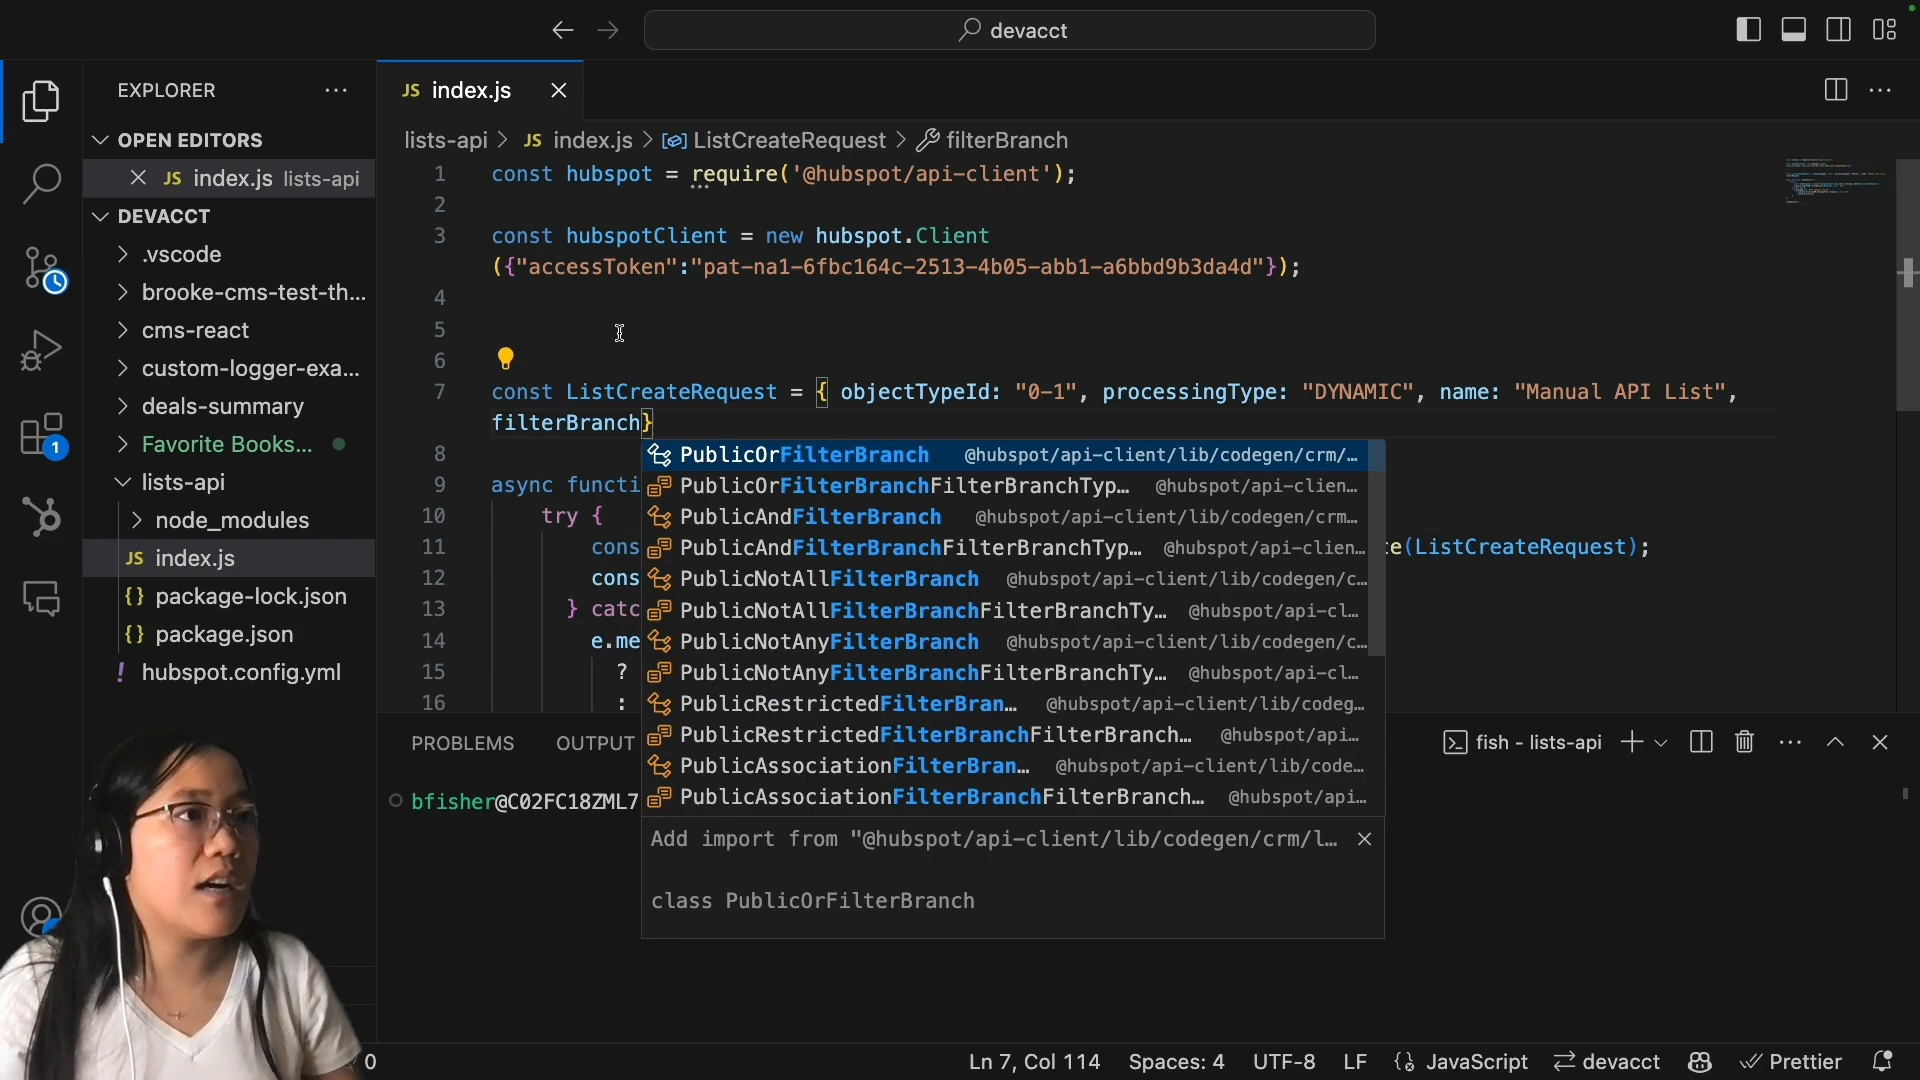 devacct
EXPLORER
JS index.js
OPEN EDITORS
JS index.js lists-api
DEVACCT
.vscode
brooke-cms-test-th...
cms-react
custom-logger-exa...
deals-summary
Favorite Books...
lists-api
node_modules
JS index.js
{} package-lock.json
{} package.json
! hubspot.config.yml
1
lists-api > JS index.js > ListCreateRequest > filterBranch
1 const hubspot = require('@hubspot/api-client');
2
3 const hubspotClient = new hubspot.Client
({"accessToken":"pat-na1-6fbc164c-2513-4b05-abb1-a6bbd9b3da4d"});
4
5
6
7 const ListCreateRequest = { objectTypeId: "0-1", processingType: "DYNAMIC", name: "Manual API List",
filterBranch}
8
9 async functi
10 try {
11 cons te(ListCreateRequest);
12 cons
13 } catc
14 e.me
15 ?
16 :
PublicOrFilterBranch @hubspot/api-client/lib/codegen/crm/...
PublicOrFilterBranchFilterBranchTyp... @hubspot/api-clien...
PublicAndFilterBranch @hubspot/api-client/lib/codegen/crm...
PublicAndFilterBranchFilterBranchTyp... @hubspot/api-clien...
PublicNotAllFilterBranch @hubspot/api-client/lib/codegen/c...
PublicNotAllFilterBranchFilterBranchTy... @hubspot/api-cl...
PublicNotAnyFilterBranch @hubspot/api-client/lib/codegen/c...
PublicNotAnyFilterBranchFilterBranchTy... @hubspot/api-cl...
PublicRestrictedFilterBran... @hubspot/api-client/lib/codeg...
PublicRestrictedFilterBranchFilterBranch... @hubspot/api...
PublicAssociationFilterBran... @hubspot/api-client/lib/code...
PublicAssociationFilterBranchFilterBranch... @hubspot/api...
Add import from "@hubspot/api-client/lib/codegen/crm/l...
class PublicOrFilterBranch
PROBLEMS OUTPUT
fish - lists-api
bfisher@C02FC18ZML7
0
Ln 7, Col 114 Spaces: 4 UTF-8 LF {} JavaScript devacct Prettier